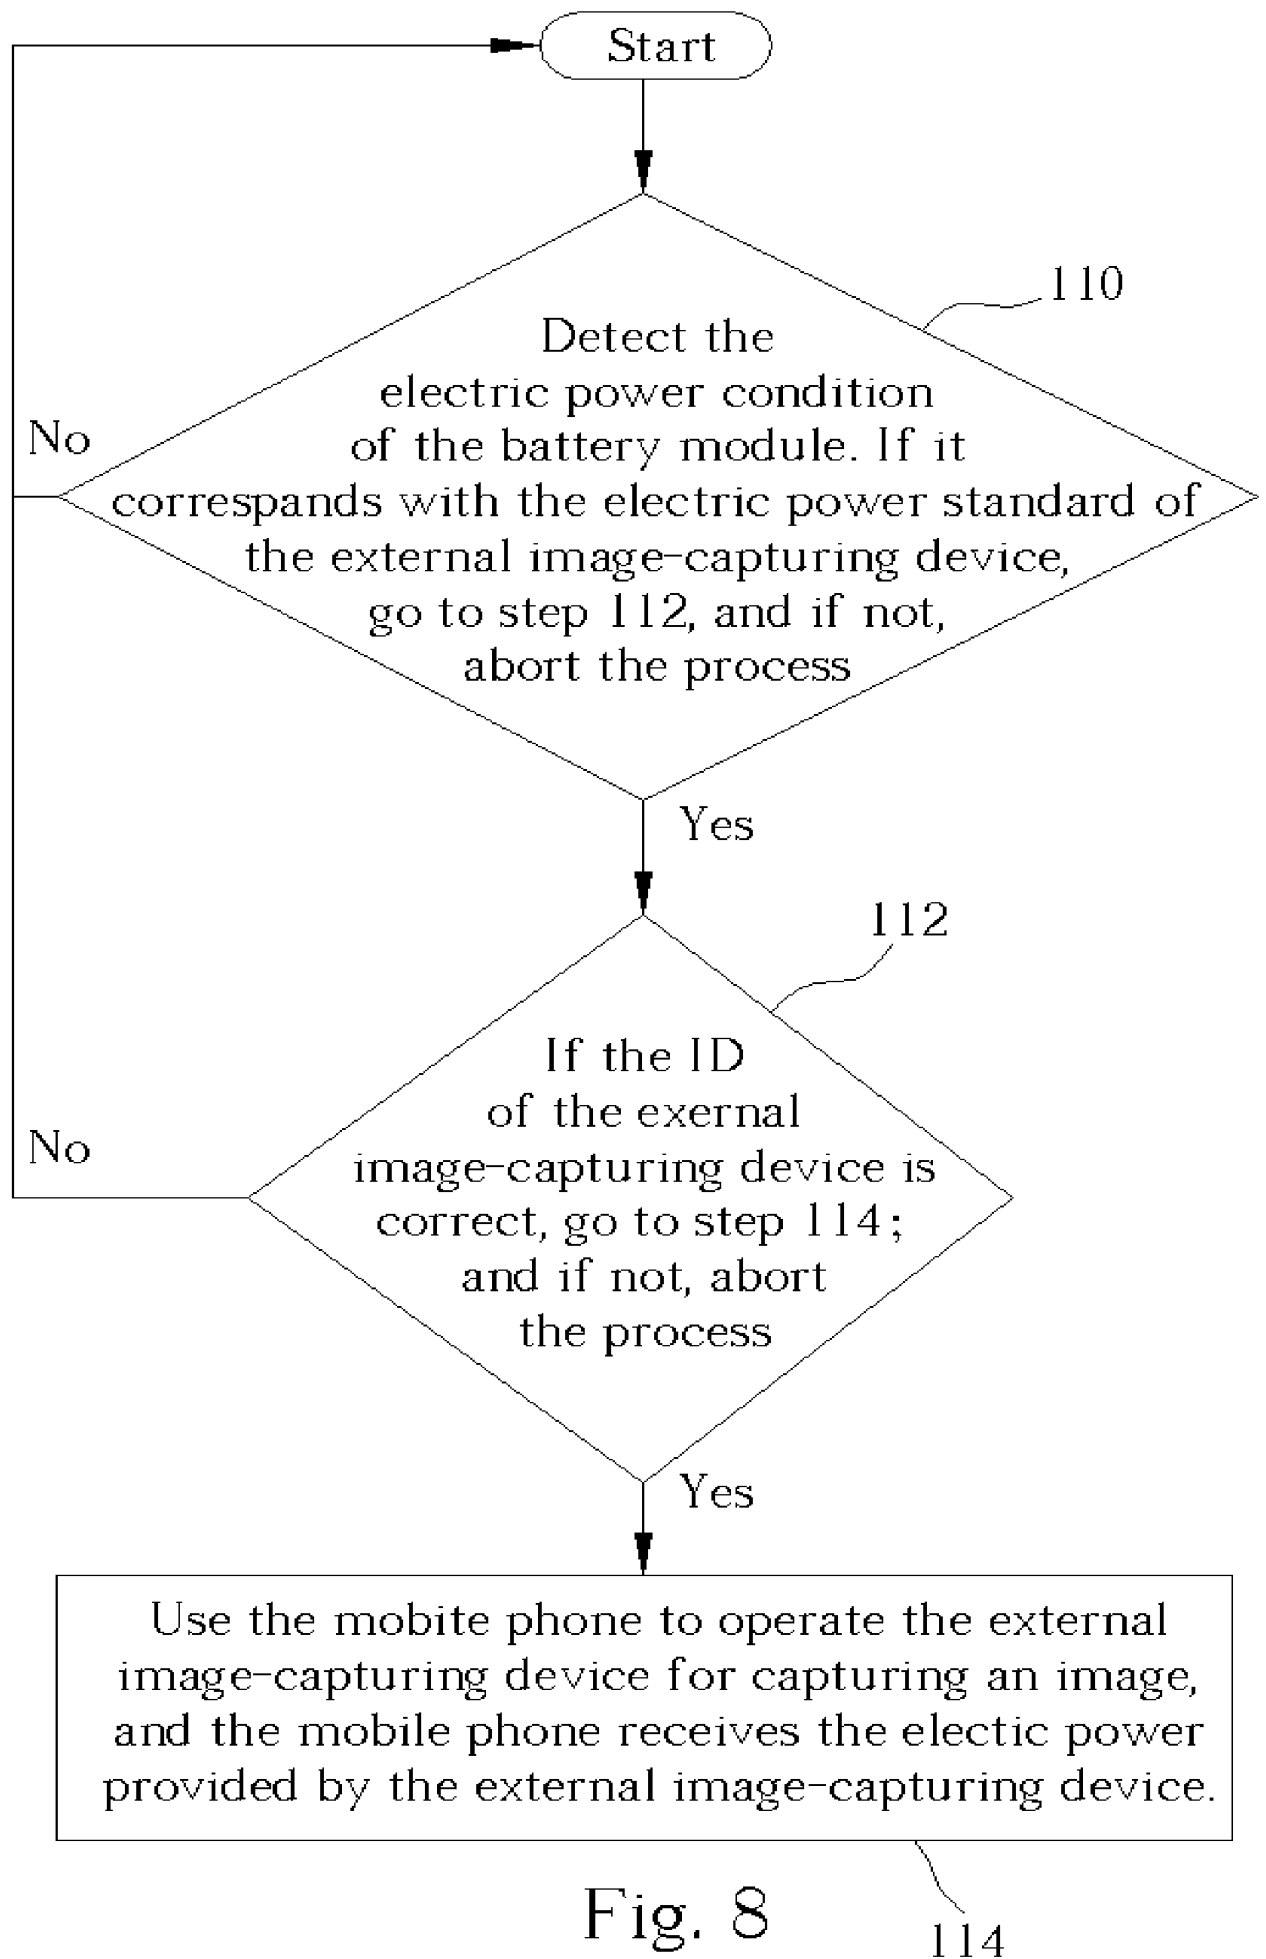 Start
110
Detect the
electric power condition
of the battery module. If it
No
correspands with the electric power standard of
the external image-capturing device,
go to step 112, and if not,
abort the process
Yes
112
If the ID
of the exernal
image-capturing device is
No
correct, go to step 114;
and if not, abort
the process
Yes
Use the mobite phone to operate the external
image-capturing device for capturing an image,
and the mobile phone receives the electic power
provided by the external image-capturing device.
Fig. 8
114